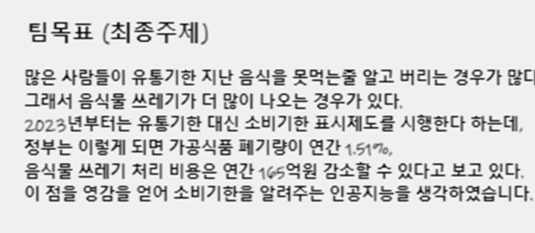 팀목표 (최종주제)
많은 사람들이 유통기한 지난 음식을 못먹는줄 알고 버리는 경우가 많다
그래서 음식물 쓰레기가 더 많이 나오는 경우가 있다.
2023년부터는 유통기한 대신 소비기한 표시제도를 시행한다 하는데,
정부는 이렇게 되면 가공식품 폐기량이 연간 1.51%,
음식물 쓰레기 처리 비용은 연간 165억원 감소할 수 있다고 보고 있다.
이 점을 영감을 얻어 소비기한을 알려주는 인공지능을 생각하였습니다.